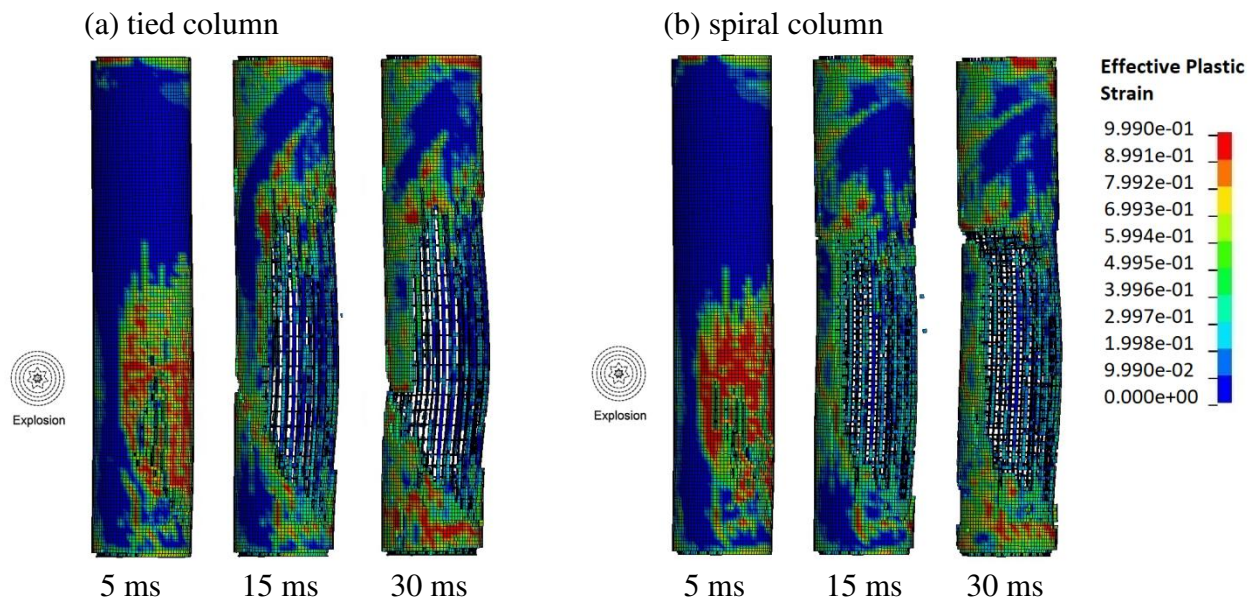 (a) tied column
(b) spiral column
Explosion
5 ms
15 ms
30 ms
Explosion
5 ms
15 ms
30 ms
Effective Plastic
Strain
9.990e-01
8.991e-01
7.992e-01
6.993e-01
5.994e-01
4.995e-01
3.996e-01
2.997e-01
1.998e-01
9.990e-02
0.000e+00